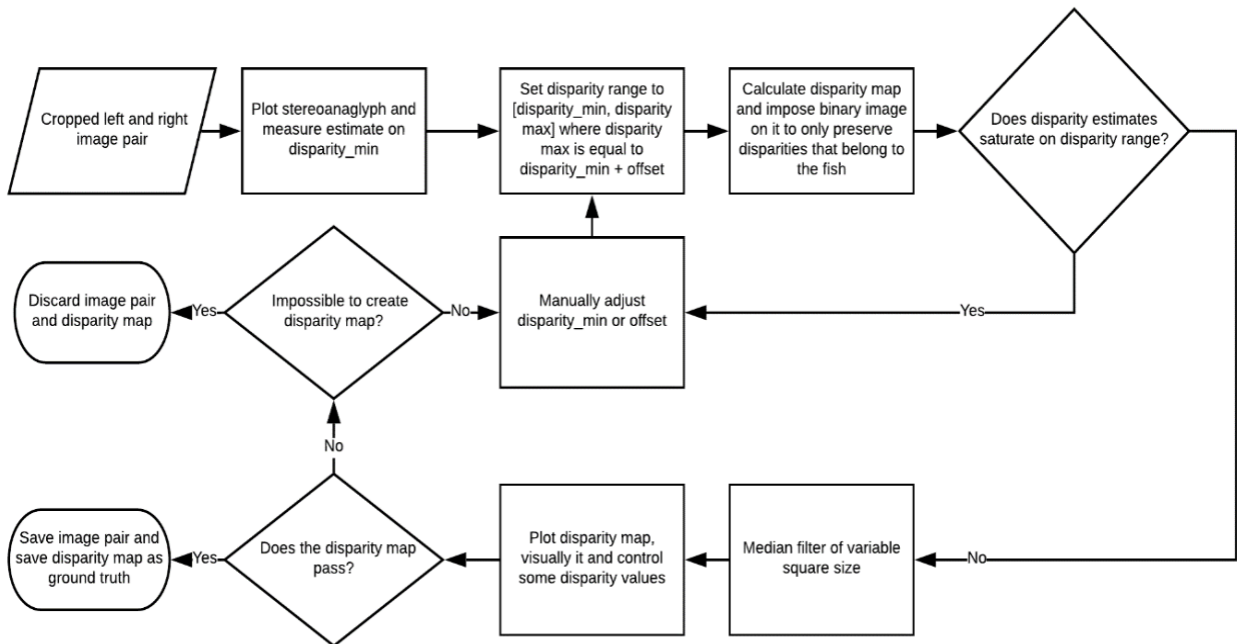 Cropped left and right
image pair
Plot stereoanaglyph and
measure estimate on
disparity_min
Set disparity range to
[disparity_min, disparity
max] where disparity
max is equal to
disparity_min + offset
Calculate disparity map
and impose binary image
on it to only preserve
disparities that belong to
the fish
Does disparity estimates
saturate on disparity range?
Discard image pair
and disparity map
Yes
Impossible to create
disparity map?
No
Manually adjust
disparity_min or offset
Yes
No
Save image pair and
save disparity map as
ground truth
Yes
Does the disparity map
pass?
Plot disparity map,
visually it and control
some disparity values
Median filter of variable
square size
No